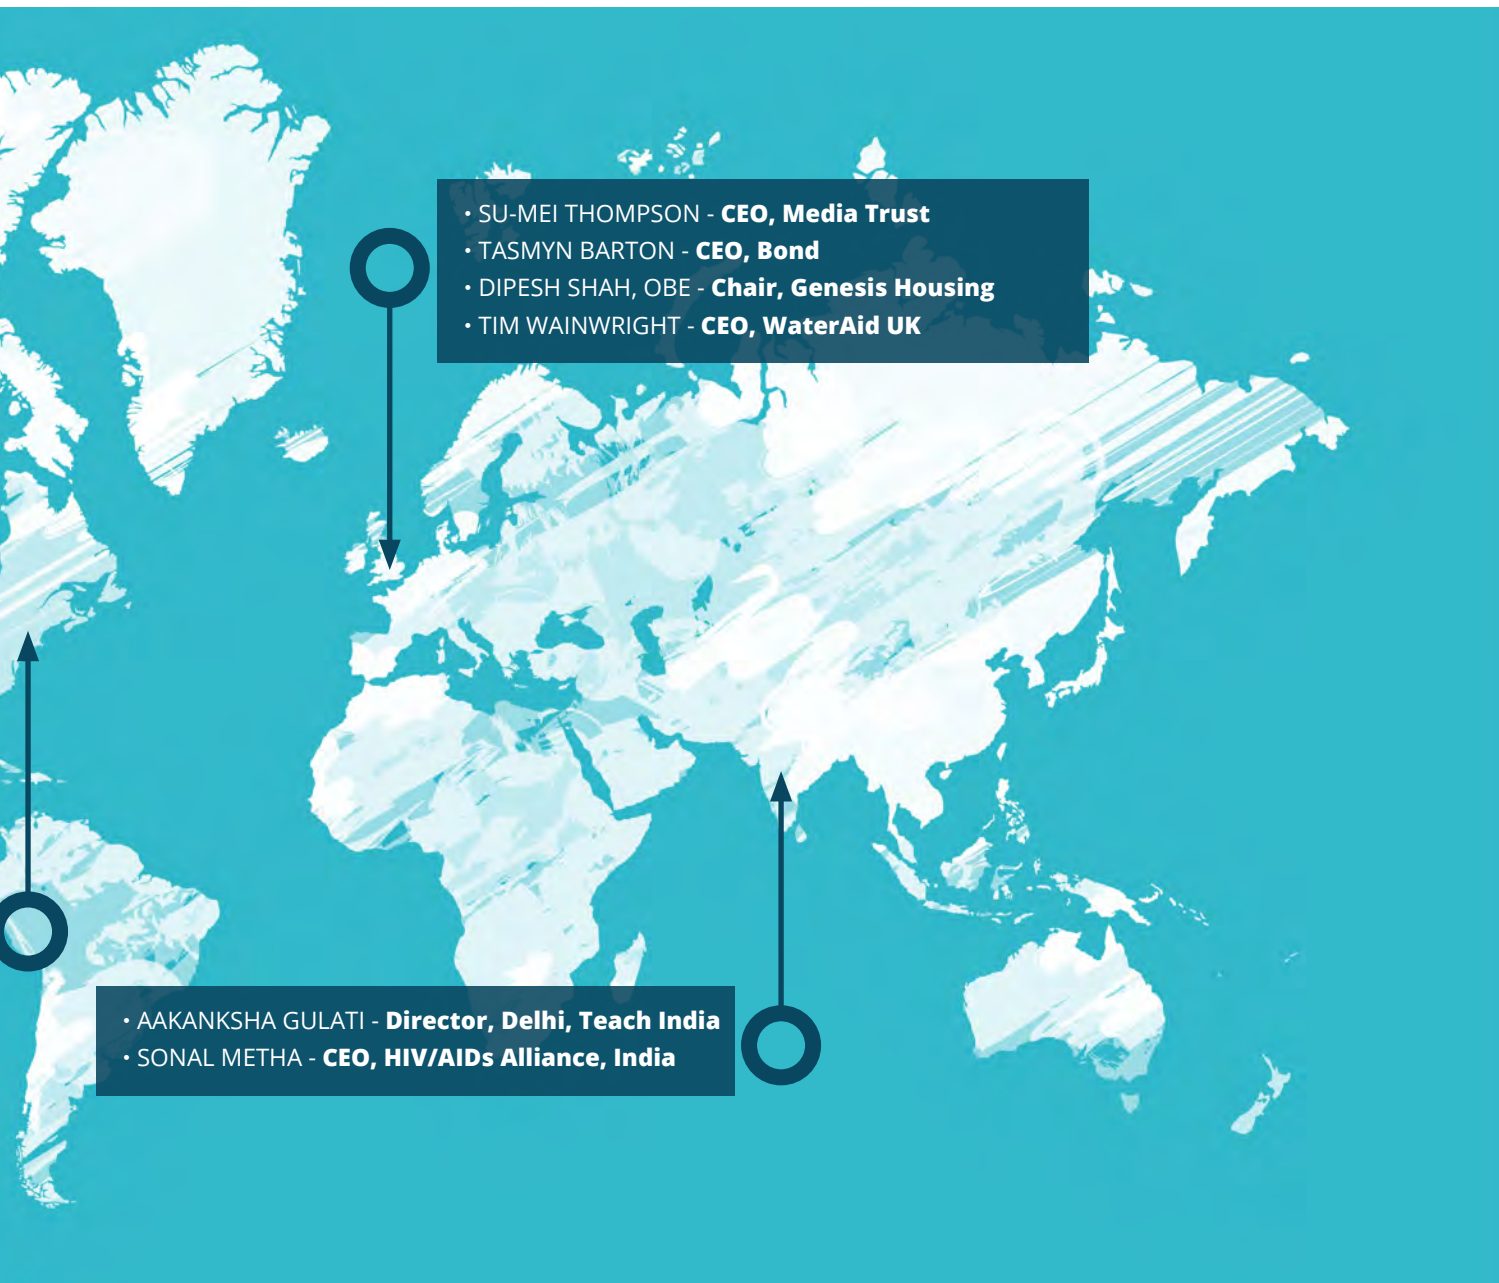 • SU-MEI THOMPSON - CEO, Media Trust
• TASMYN BARTON - CEO, Bond
• DIPESH SHAH, OBE - Chair, Genesis Housing
• TIM WAINWRIGHT - CEO, WaterAid UK
• AAKANKSHA GULATI - Director, Delhi, Teach India
• SONAL METHA - CEO, HIV/AIDs Alliance, India